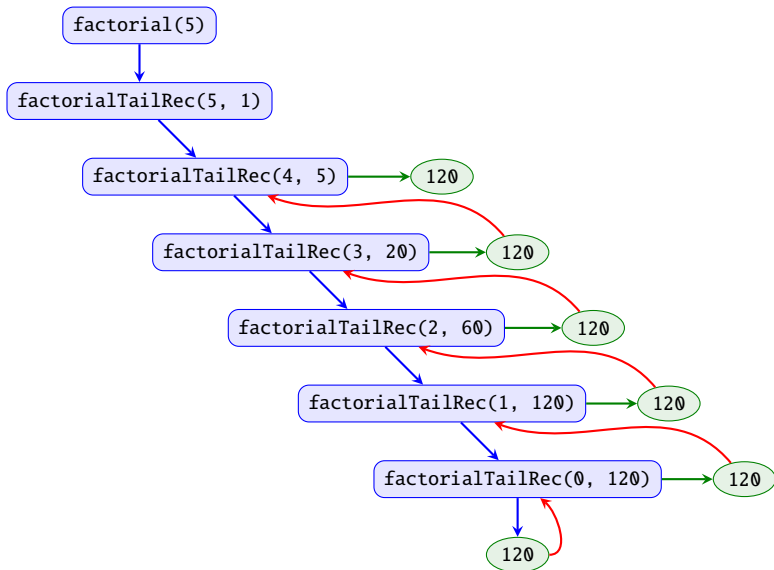 factorial(5)
factorialTailRec(5, 1)
factorialTailRec(4, 5) 120
factorialTailRec(3, 20) 120
factorialTailRec(2, 60) 120
factorialTailRec(1, 120) 120
factorialTailRec(0, 120) 120
120